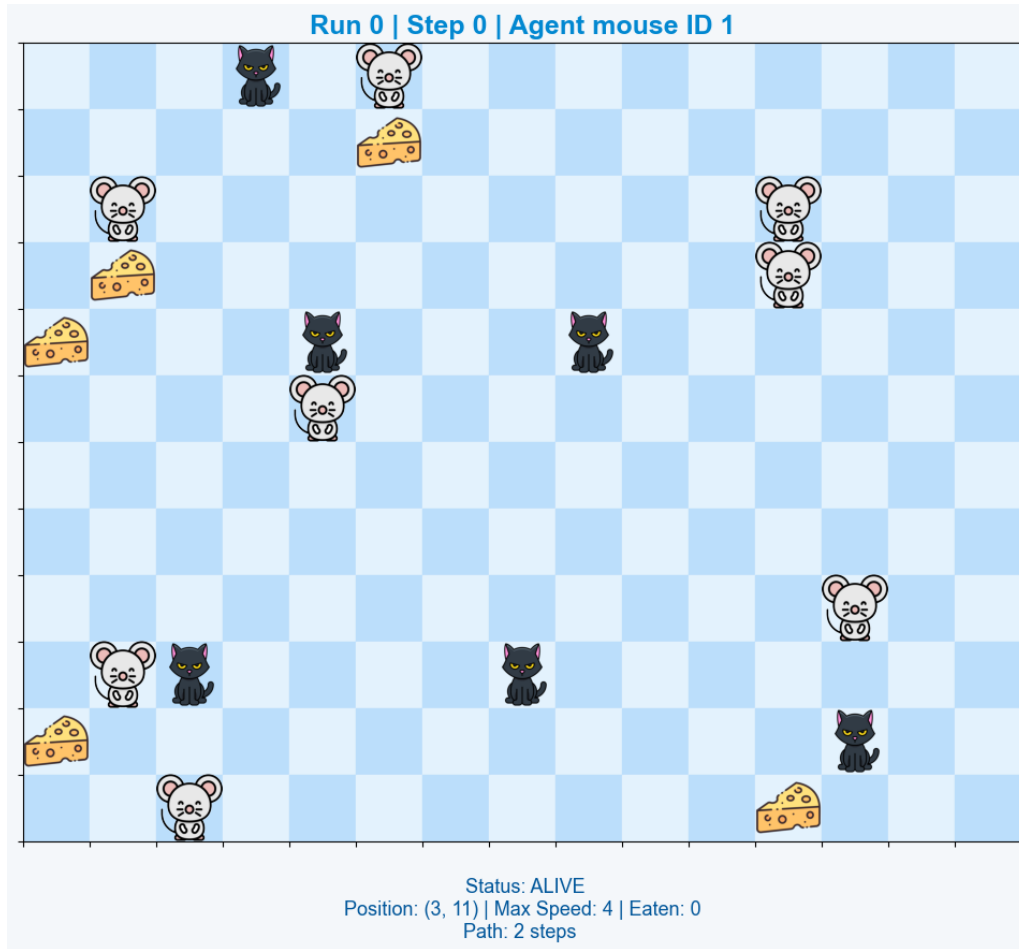 Run 0 | Step 0 | Agent mouse ID 1
Status: ALIVE
Position: (3, 11) | Max Speed: 4 | Eaten: 0
Path: 2 steps